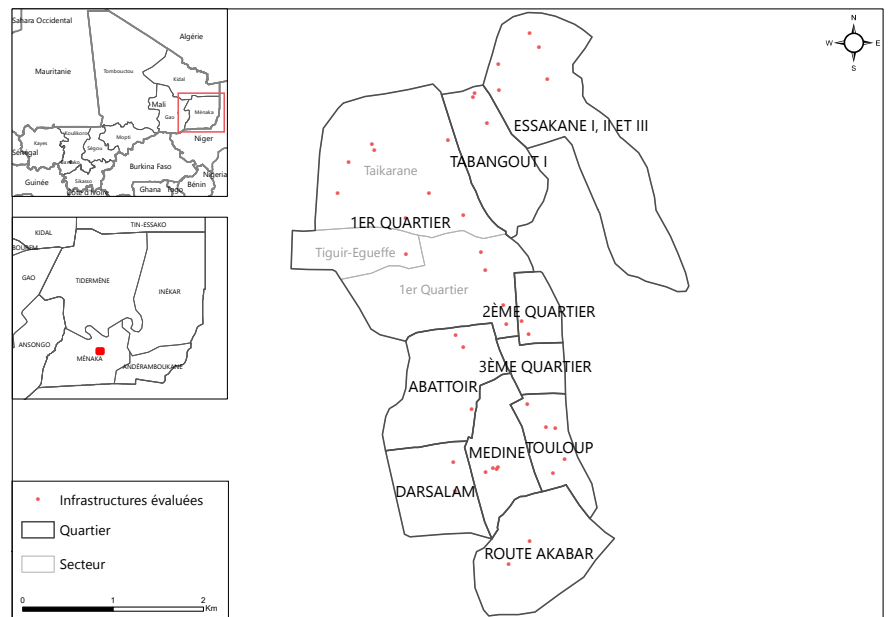 Sahara Occidental
Algérie
Mauritanie
Tombouctou
Kidal
Mali
Gao
Ménaka
Koulikoro
Mopti
Niger
Kayes
Ségou
Sénégal
Bamako
Burkina Faso
Sikasso
Nigeria
Guinée
Côte d'Ivoire
Ghana
Togo
Bénin
KIDAL
TIN-ESSAKO
BOUREM
GAO
TIDERMÈNE
INÉKAR
ANSONGO
MÉNAKA
ANDÉRAMBOUKANE
Infrastructures évaluées
Quartier
Secteur
0 1 2
Km
N
W E
S
ESSAKANE I, II ET III
TABANGOUT I
Taikarane
1ER QUARTIER
Tiguir-Egueffe
1er Quartier
2ÈME QUARTIER
3ÈME QUARTIER
ABATTOIR
MEDINE
TOULOUP
DARSALAM
ROUTE AKABAR